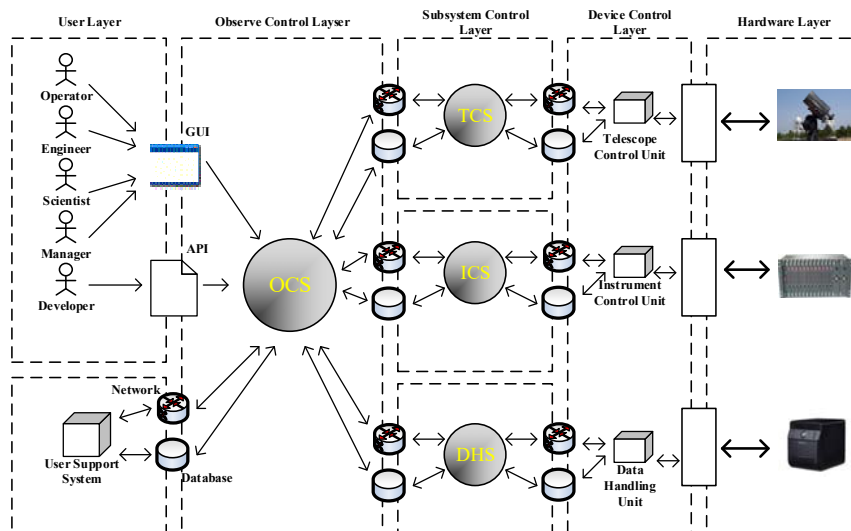 User Layer
Observe Control Layser
Subsystem Control
Layer
Device Control
Layer
Hardware Layer
Operator
Engineer
Scientist
Manager
Developer
GUI
API
OCS
TCS
ICS
DHS
Telescope
Control Unit
Instrument
Control Unit
Data
Handling
Unit
Network
Database
User Support
System